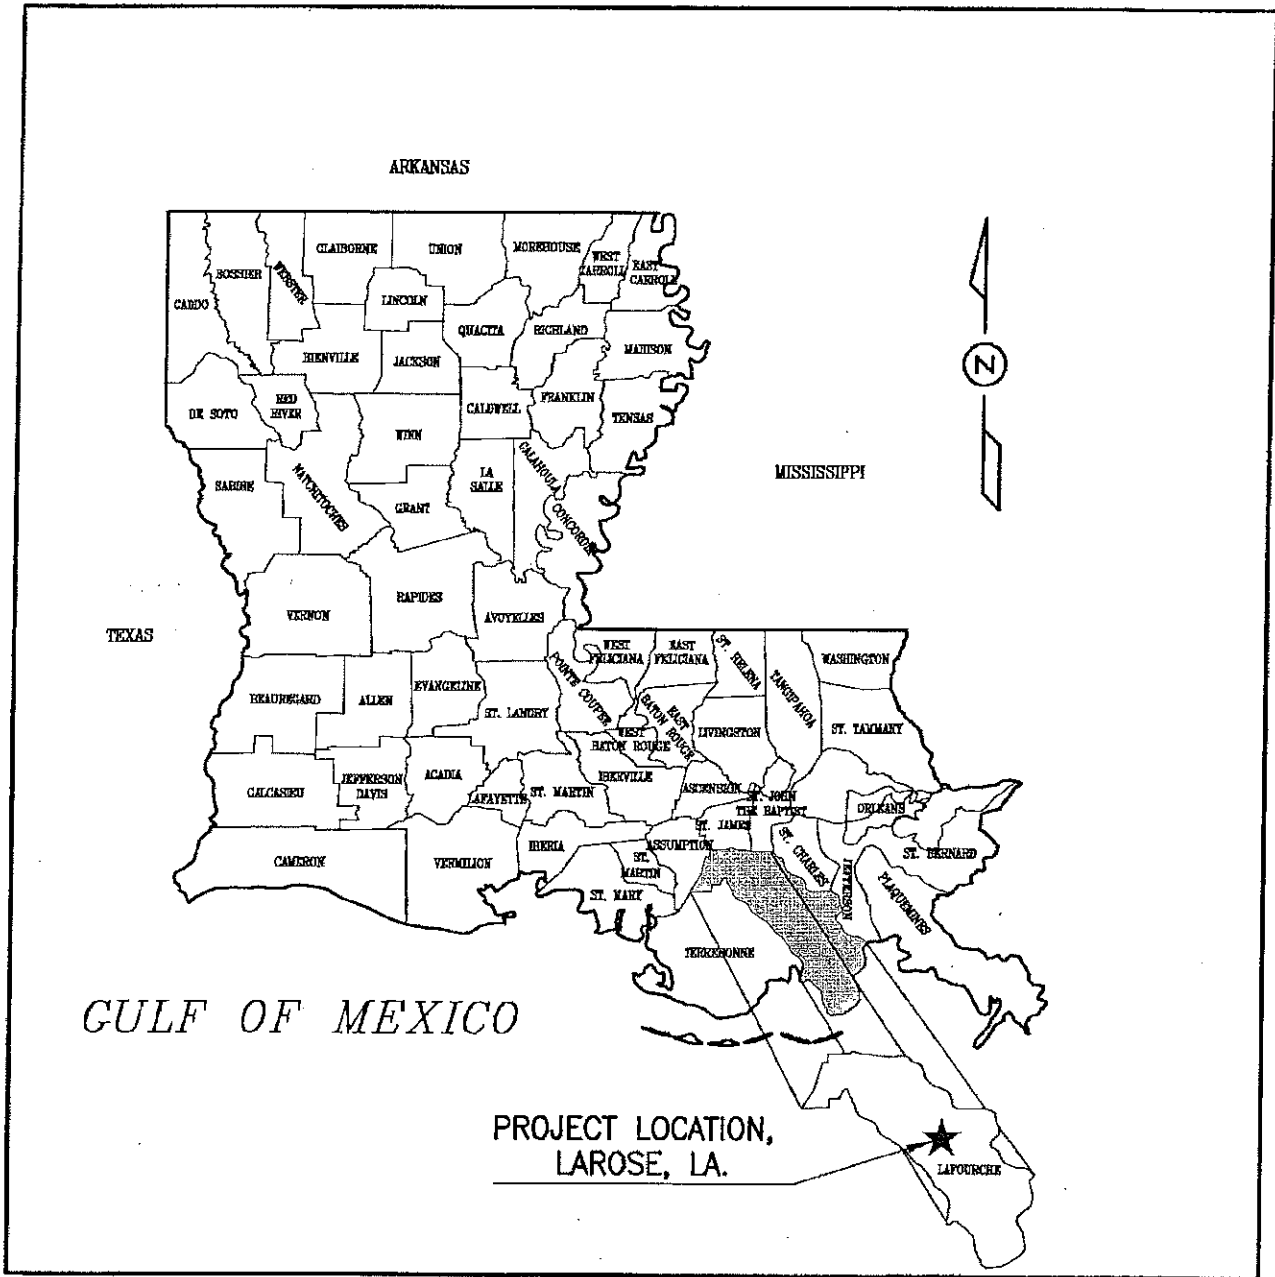 ARKANSAS
CLAIBORNE
UNION
MOREHOUSE
WEST
CARROLL
EAST
CARROLL
BOSSIER
WEBSTER
CADDO
LINCOLN
OUACITA
RICHLAND
MADISON
BIENVILLE
JACKSON
DE SOTO
RED
RIVER
CALDWELL
FRANKLIN
TENSAS
WINN
SABINE
NATCHITOCHES
LA
SALLE
CALAHOULA
CONCORDIA
GRANT
MISSISSIPPI
N
TEXAS
VERNON
RAPIDES
AVOYELLES
WEST
FELICIANA
EAST
FELICIANA
ST. HELENA
TANGIPAHOA
WASHINGTON
BEAUREGARD
ALLEN
EVANGELINE
ST. LANDRY
POINTE COUPEE
WEST
BATON ROUGE
EAST
BATON ROUGE
LIVINGSTON
ST. TAMMANY
CALCASIEU
JEFFERSON
DAVIS
ACADIA
LAFAYETTE
ST. MARTIN
IBERVILLE
ASCENSION
ST. JOHN
THE BAPTIST
ORLEANS
ST. JAMES
CAMERON
VERMILION
IBERIA
ST.
MARTIN
ASSUMPTION
ST. CHARLES
JEFFERSON
ST. BERNARD
PLAQUEMINES
ST. MARY
TERREBONNE
GULF OF MEXICO
PROJECT LOCATION,
LAROSE, LA.
LAFOURCHE